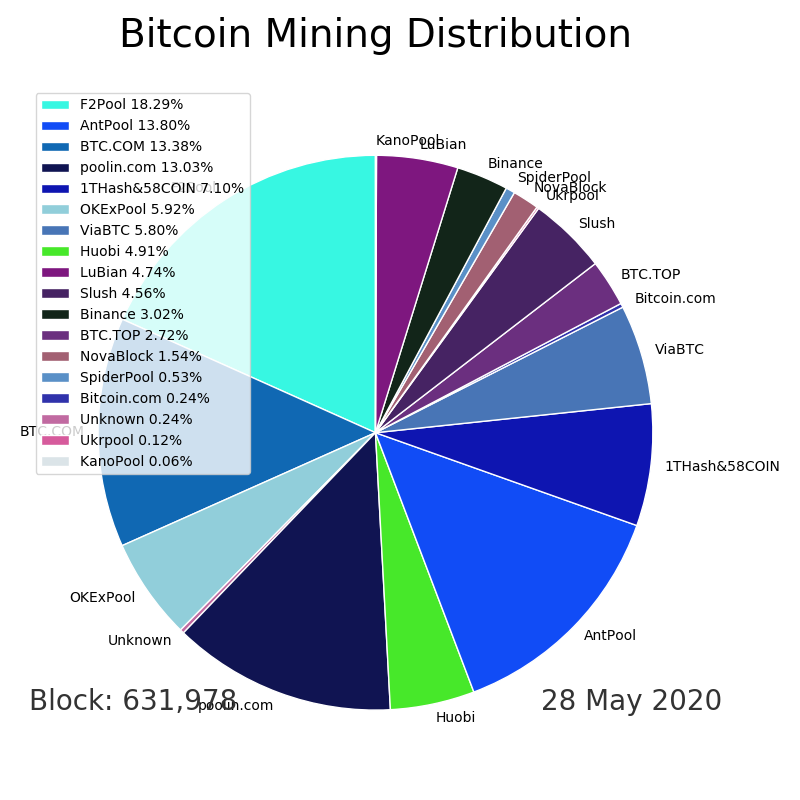 Bitcoin Mining Distribution
F2Pool 18.29%
AntPool 13.80%
BTC.COM 13.38%
poolin.com 13.03%
1THash&58COIN 7.10%
OKExPool 5.92%
ViaBTC 5.80%
Huobi 4.91%
LuBian 4.74%
Slush 4.56%
Binance 3.02%
BTC.TOP 2.72%
NovaBlock 1.54%
SpiderPool 0.53%
Bitcoin.com 0.24%
Unknown 0.24%
Ukrpool 0.12%
KanoPool 0.06%
KanoPool
LuBian
Binance
SpiderPool
NovaBlock
Ukrpool
Slush
BTC.TOP
Bitcoin.com
ViaBTC
1THash&58COIN
AntPool
Huobi
poolin.com
Unknown
OKExPool
BTC.COM
Block: 631,978
28 May 2020